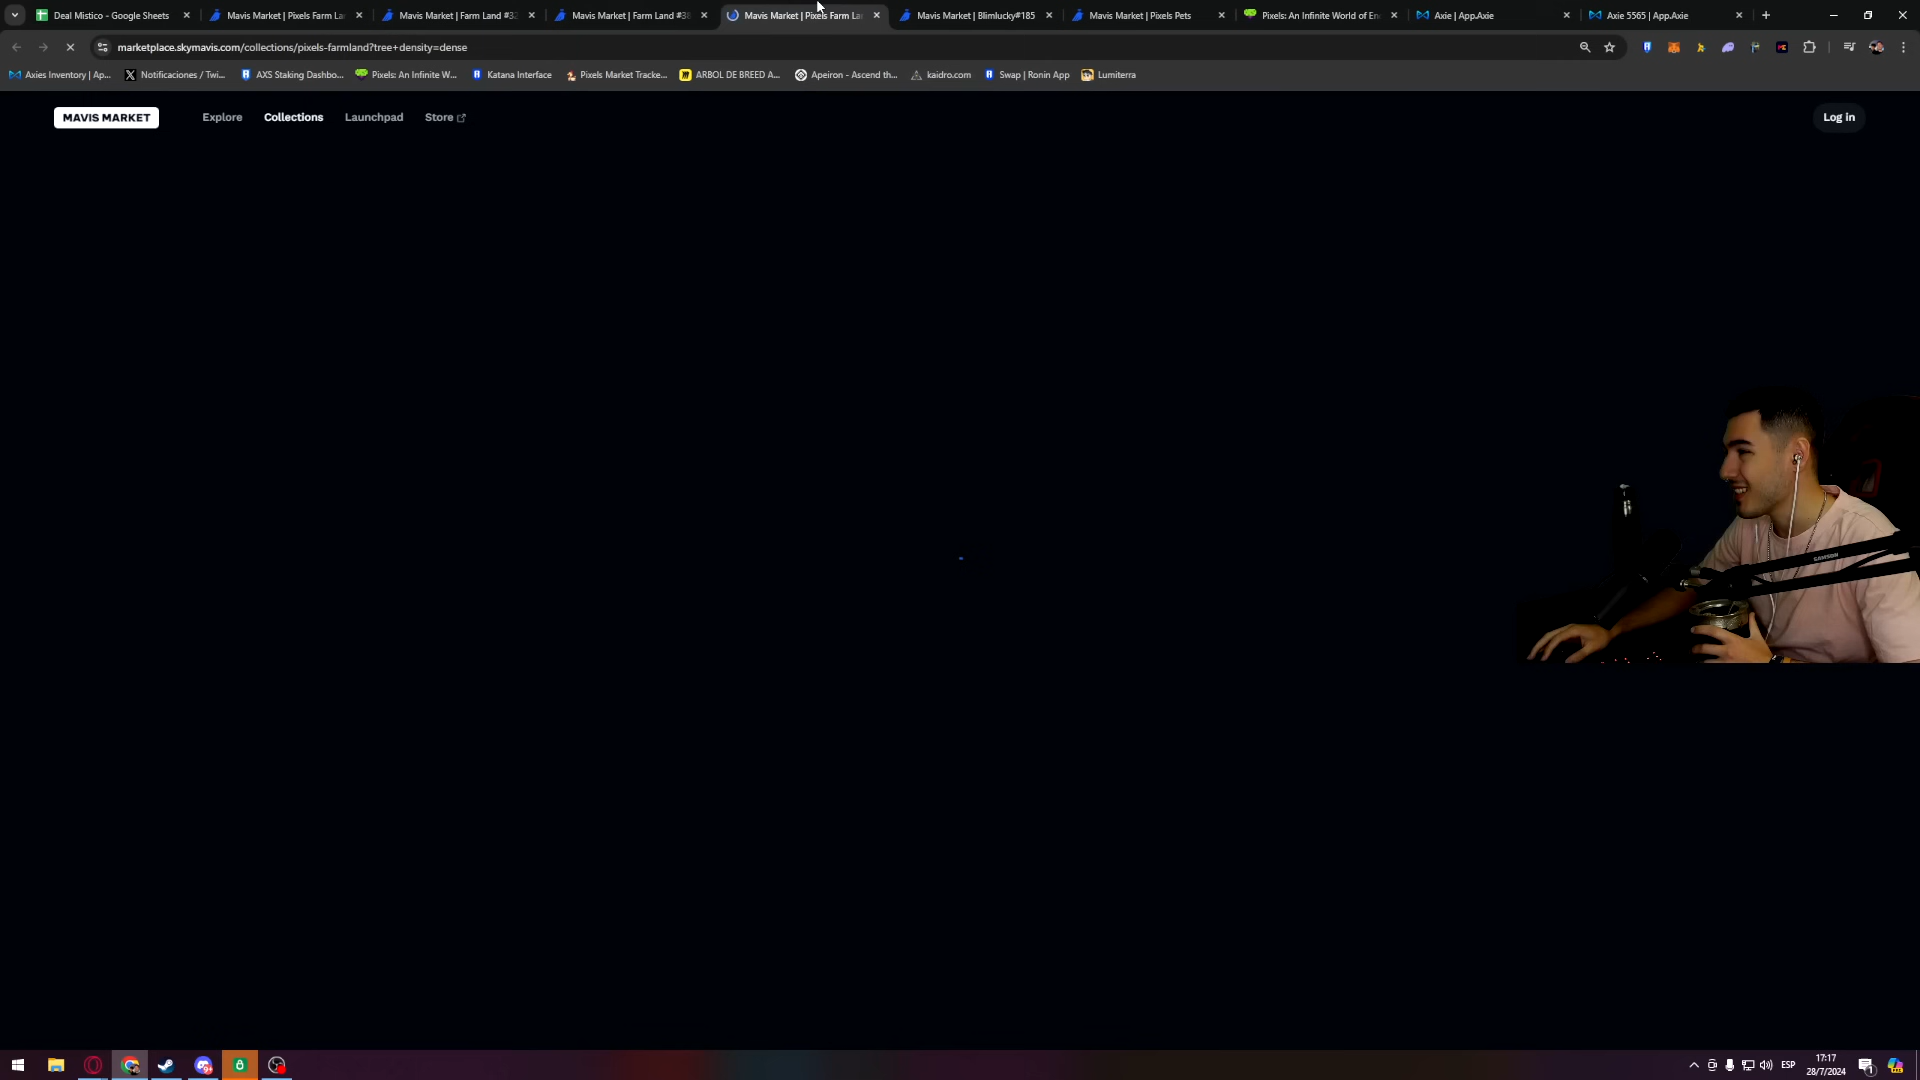 Deal Mistico - Google Sheets
Mavis Market | Pixels Farm La
Mavis Market | Farm Land #32
Mavis Market | Farm Land #38
Mavis Market | Pixels Farm La
Mavis Market | Blimlucky#185
Mavis Market | Pixels Pets
Pixels: An Infinite World of En
Axie | App.Axie
Axie 5565 | App.Axie
marketplace.skymavis.com/collections/pixels-farmland?tree+density=dense
Axies Inventory | Ap...
Notificaciones / Twi...
AXS Staking Dashbo...
Pixels: An Infinite W...
Katana Interface
Pixels Market Tracke...
ARBOL DE BREED A...
Apeiron - Ascend th...
kaidro.com
Swap | Ronin App
Lumiterra
MAVIS MARKET
Explore
Collections
Launchpad
Store
Log in
SAMSON
ESP
17:17
28/7/2024
1